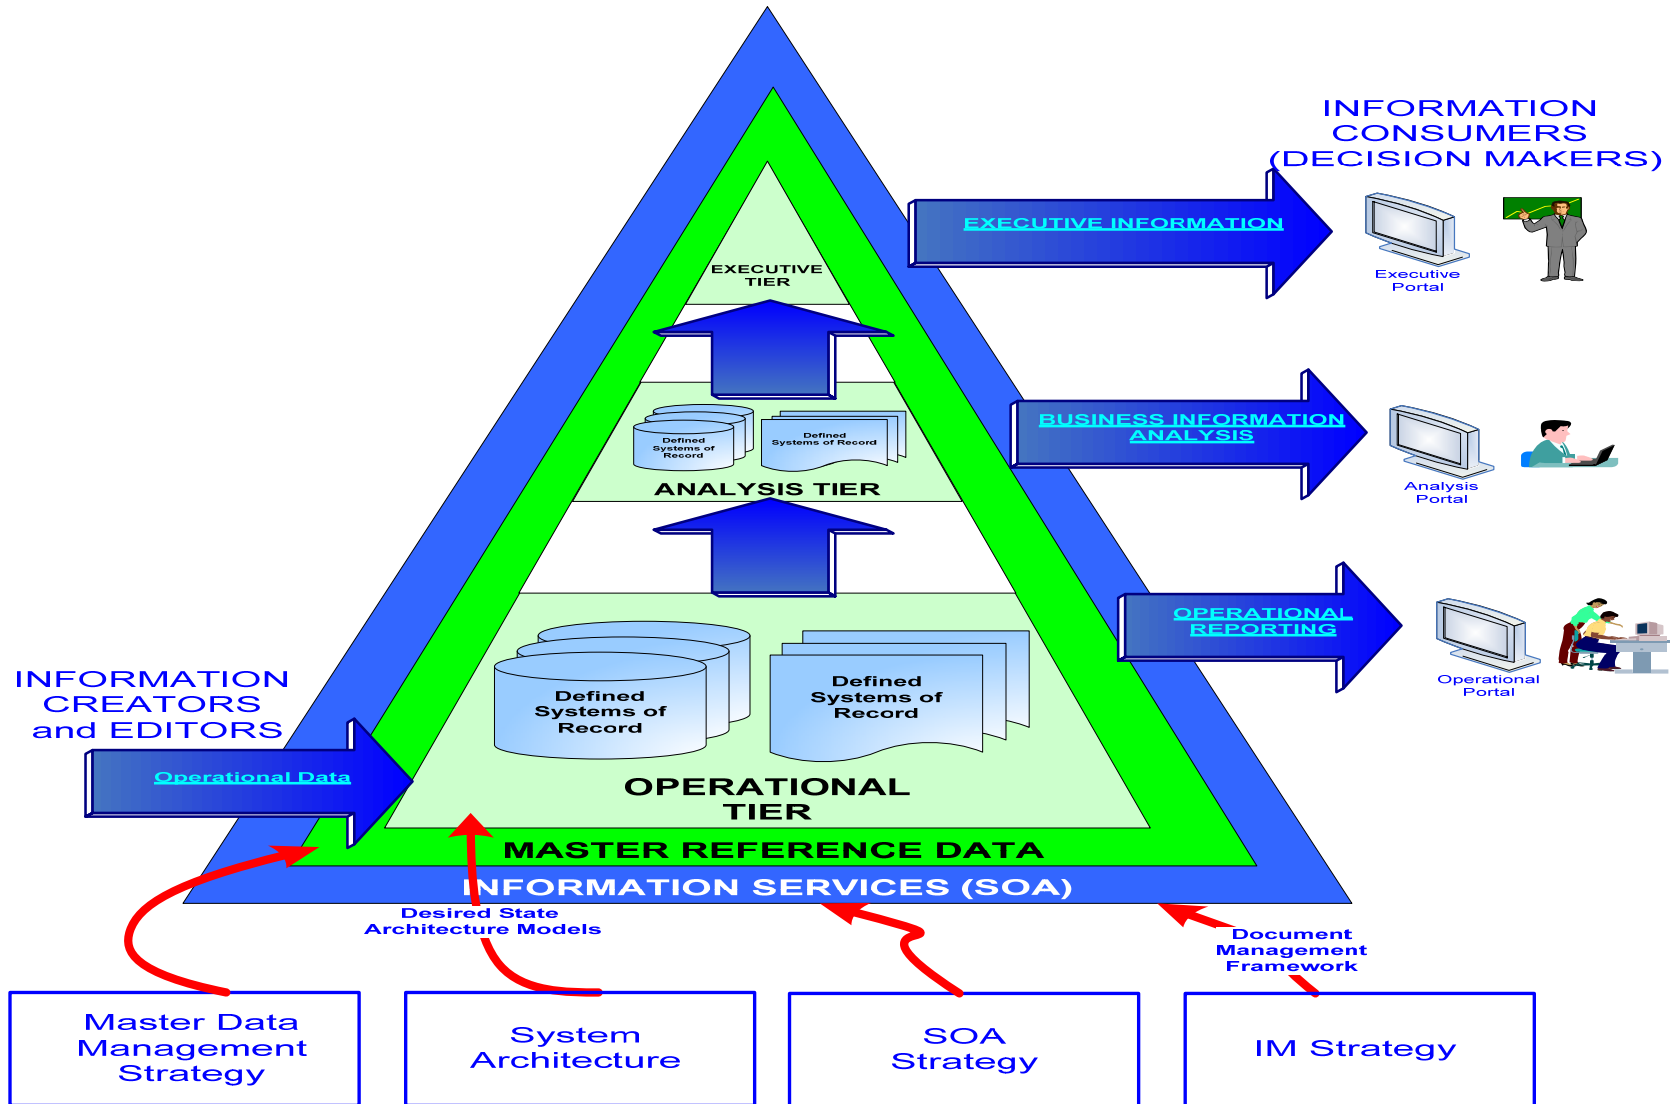 INFORMATION
CONSUMERS
(DECISION MAKERS)
EXECUTIVE INFORMATION
Executive
Portal
EXECUTIVE
TIER
BUSINESS INFORMATION
ANALYSIS
Analysis
Portal
Defined
Systems of
Record
Defined
Systems of Record
ANALYSIS TIER
OPERATIONAL
REPORTING
Operational
Portal
INFORMATION
CREATORS
and EDITORS
Operational Data
Defined
Systems of
Record
Defined
Systems of
Record
OPERATIONAL
TIER
MASTER REFERENCE DATA
INFORMATION SERVICES (SOA)
Desired State
Architecture Models
Document
Management
Framework
Master Data
Management
Strategy
System
Architecture
SOA
Strategy
IM Strategy